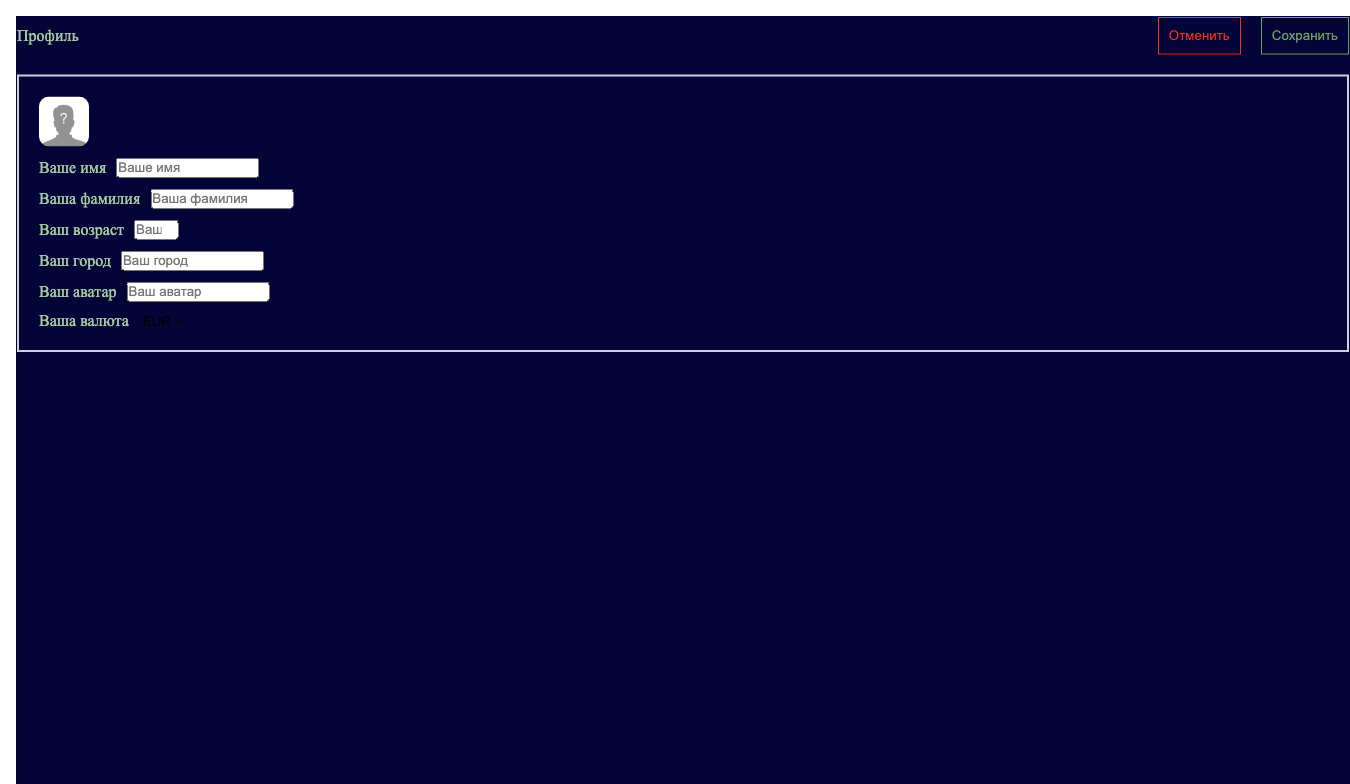 Профиль Отменить Сохранить
?
Ваше имя Ваше имя
Ваша фамилия Ваша фамилия
Ваш возраст Ваш
Ваш город Ваш город
Ваш аватар Ваш аватар
Ваша валюта EUR